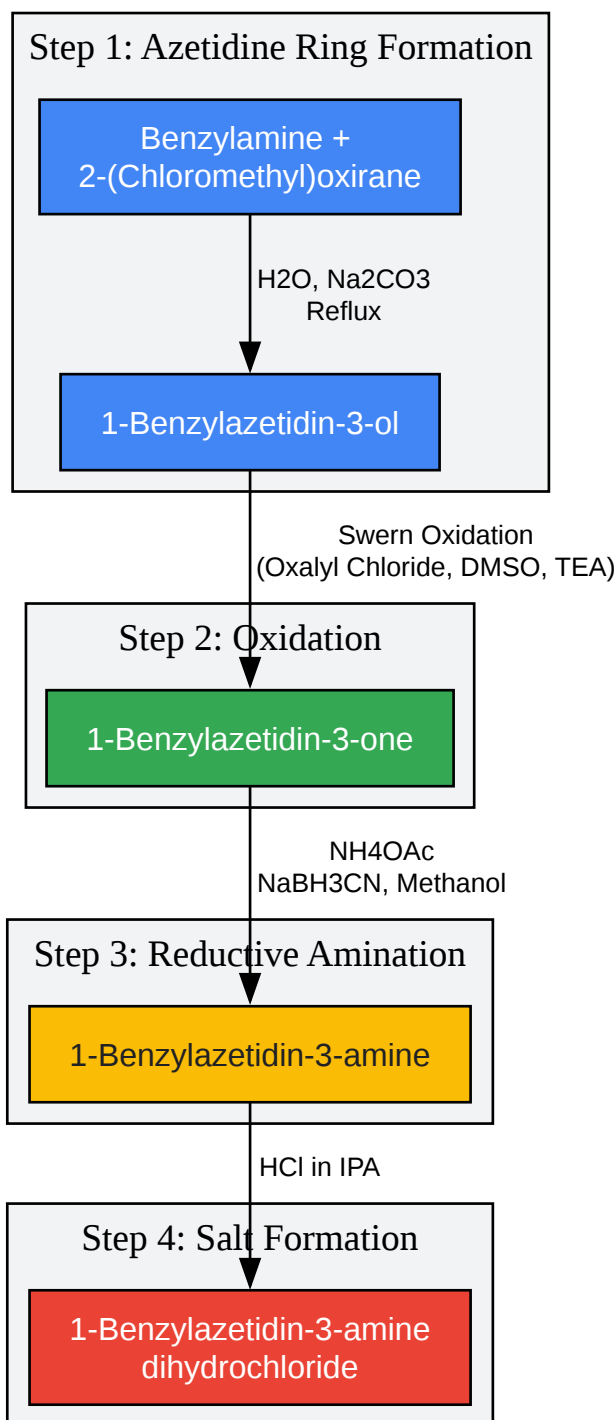 Step 1: Azetidine Ring Formation
Benzylamine +
2-(Chloromethyl)oxirane
H2O, Na2CO3
Reflux
1-Benzylazetidin-3-ol
Swern Oxidation
(Oxalyl Chloride, DMSO, TEA)
Step 2: Oxidation
1-Benzylazetidin-3-one
NH4OAc
NaBH3CN, Methanol
Step 3: Reductive Amination
1-Benzylazetidin-3-amine
HCl in IPA
Step 4: Salt Formation
1-Benzylazetidin-3-amine
dihydrochloride